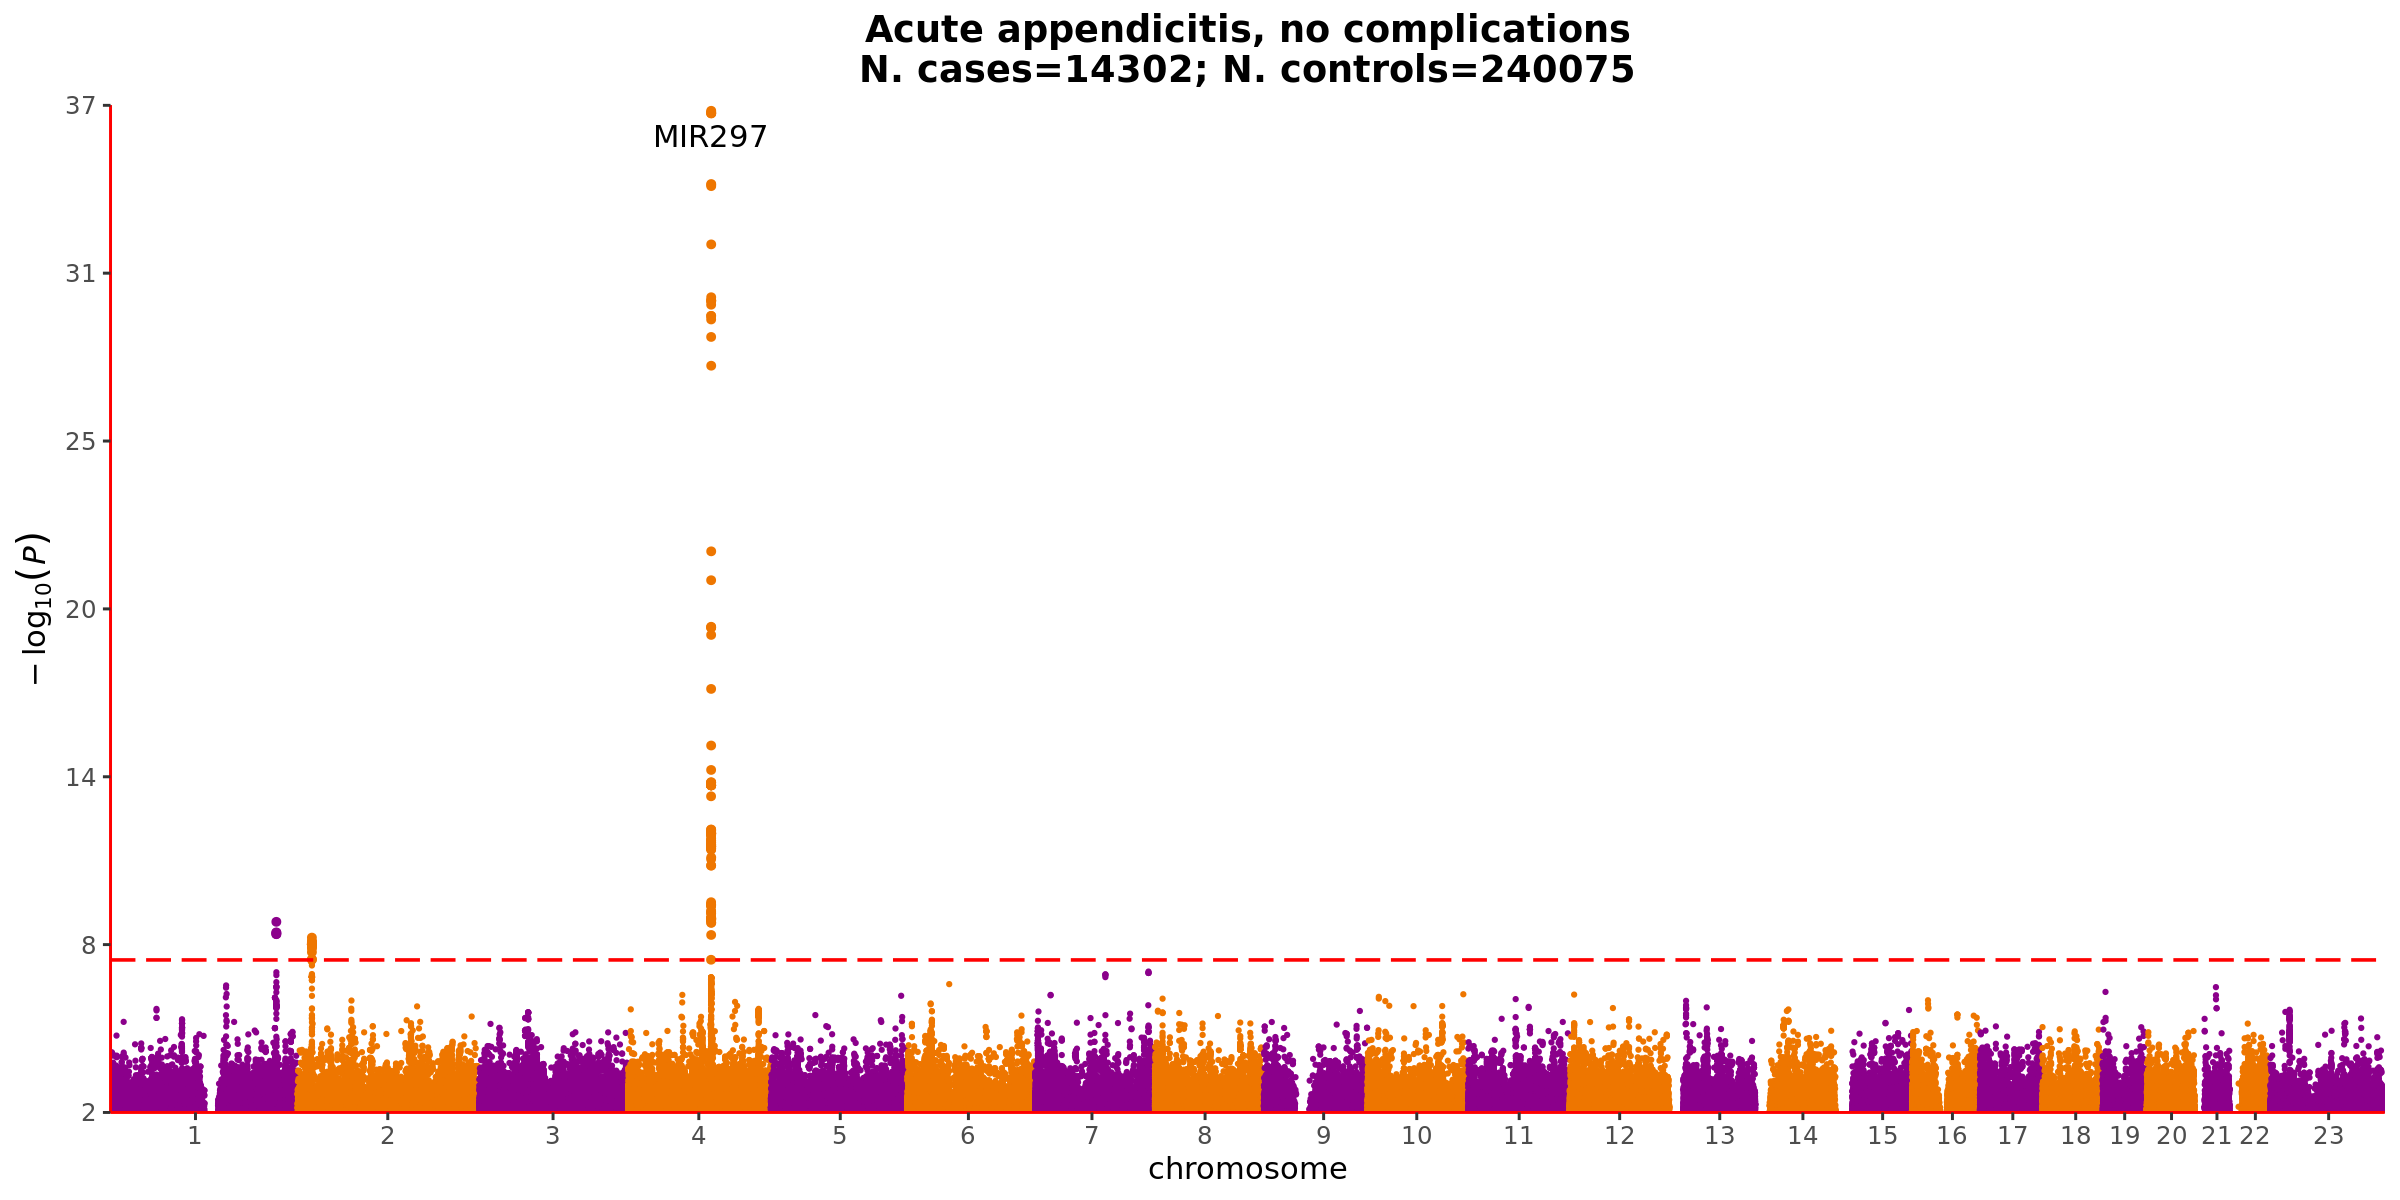 Acute appendicitis, no complications
N. cases=14302; N. controls=240075
37
MIR297
31
25
20
14
8
2
−log10(P)
1 2 3 4 5 6 7 8 9 10 11 12 13 14 15 16 17 18 19 20 21 22 23
chromosome